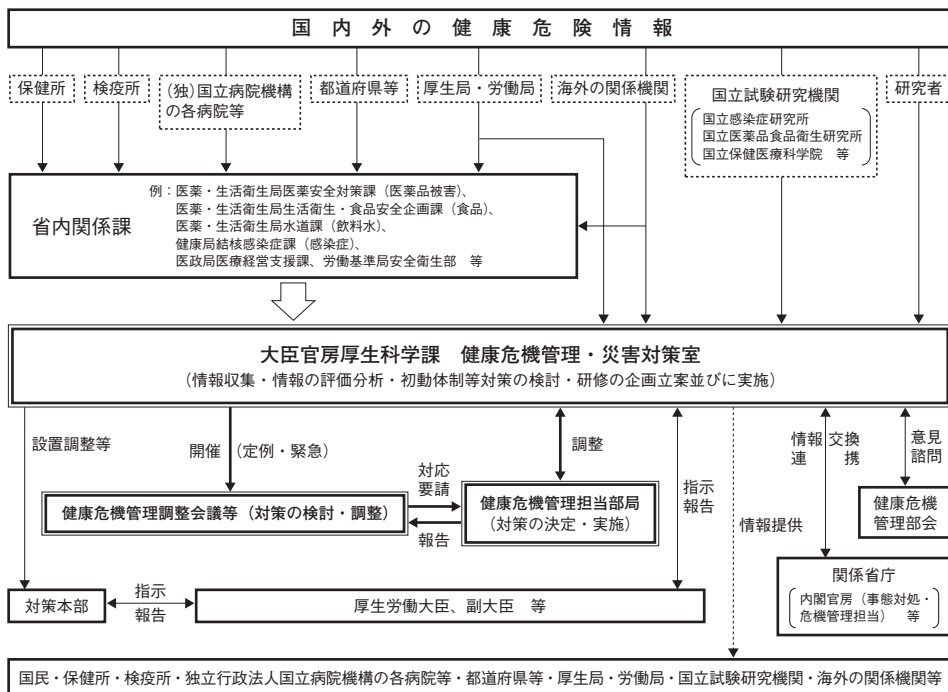 国内外の健康危険情報
保健所
検疫所
(独)国立病院機構
の各病院等
都道府県等
厚生局・労働局
海外の関係機関
国立試験研究機関
国立感染症研究所
国立医薬品食品衛生研究所
国立保健医療科学院 等
研究者
省内関係課
例:医薬・生活衛生局医薬安全対策課(医薬品被害)、
医薬・生活衛生局生活衛生・食品安全企画課(食品)、
医薬・生活衛生局水道課(飲料水)、
健康局結核感染症課(感染症)、
医政局医療経営支援課、労働基準局安全衛生部 等
大臣官房厚生科学課 健康危機管理・災害対策室
(情報収集・情報の評価分析・初動体制等対策の検討・研修の企画立案並びに実施)
設置調整等
開催(定例・緊急)
調整
指示
報告
情報提供
情報交換
連携
意見
諮問
健康危機管理調整会議等(対策の検討・調整)
対応
要請
報告
健康危機管理担当部局
(対策の決定・実施)
健康危機
管理部会
関係省庁
内閣官房(事態対処・
危機管理担当) 等
対策本部
指示
報告
厚生労働大臣、副大臣 等
国民・保健所・検疫所・独立行政法人国立病院機構の各病院等・都道府県等・厚生局・労働局・国立試験研究機関・海外の関係機関等